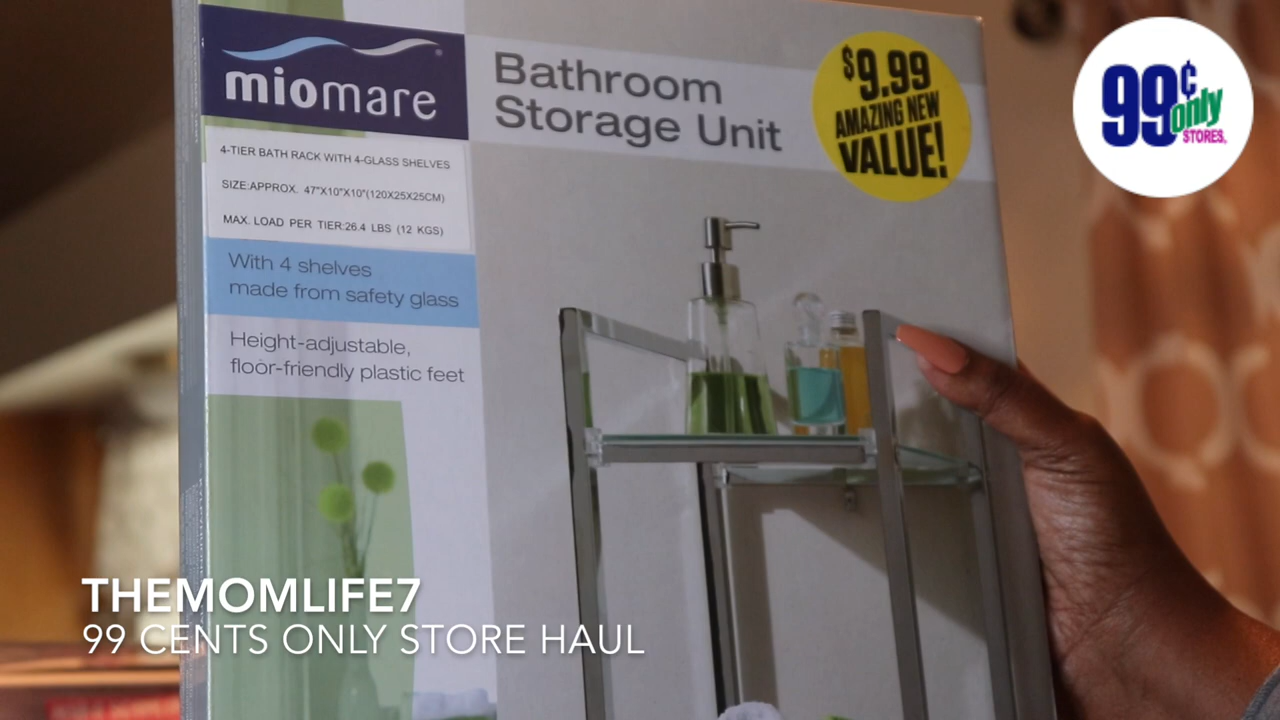 miomare
Bathroom
Storage Unit
$9.99
AMAZING NEW
VALUE!
99¢
only
STORES
4-TIER BATH RACK WITH 4-GLASS SHELVES
SIZE:APPROX. 47"X10"X10"(120X25X25CM)
MAX. LOAD PER TIER:26.4 LBS (12 KGS)
With 4 shelves
made from safety glass
Height-adjustable,
floor-friendly plastic feet
THEMOMLIFE7
99 CENTS ONLY STORE HAUL